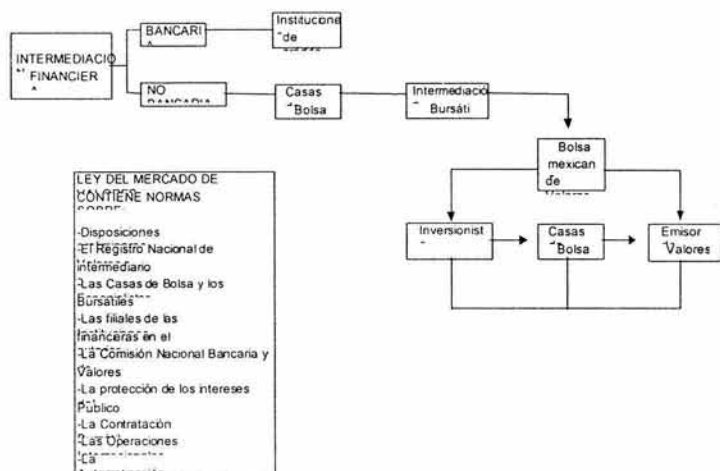 INTERMEDIACIO
FINANCIER
A
BANCARI
A
Institucione
de
NO
Casas
Bolsa
Intermediació
Bursáti
Bolsa
mexican
de
Inversionist
Casas
Bolsa
Emisor
Valores
LEY DEL MERCADO DE
CONTIENE NORMAS
-Disposiciones
-El Registro Nacional de
intermediario
-Las Casas de Bolsa y los
Bursátiles
-Las filiales de las
financieras en el
-La Comisión Nacional Bancaria y
Valores
-La protección de los intereses
Público
-La Contratación
-Las Operaciones
-La